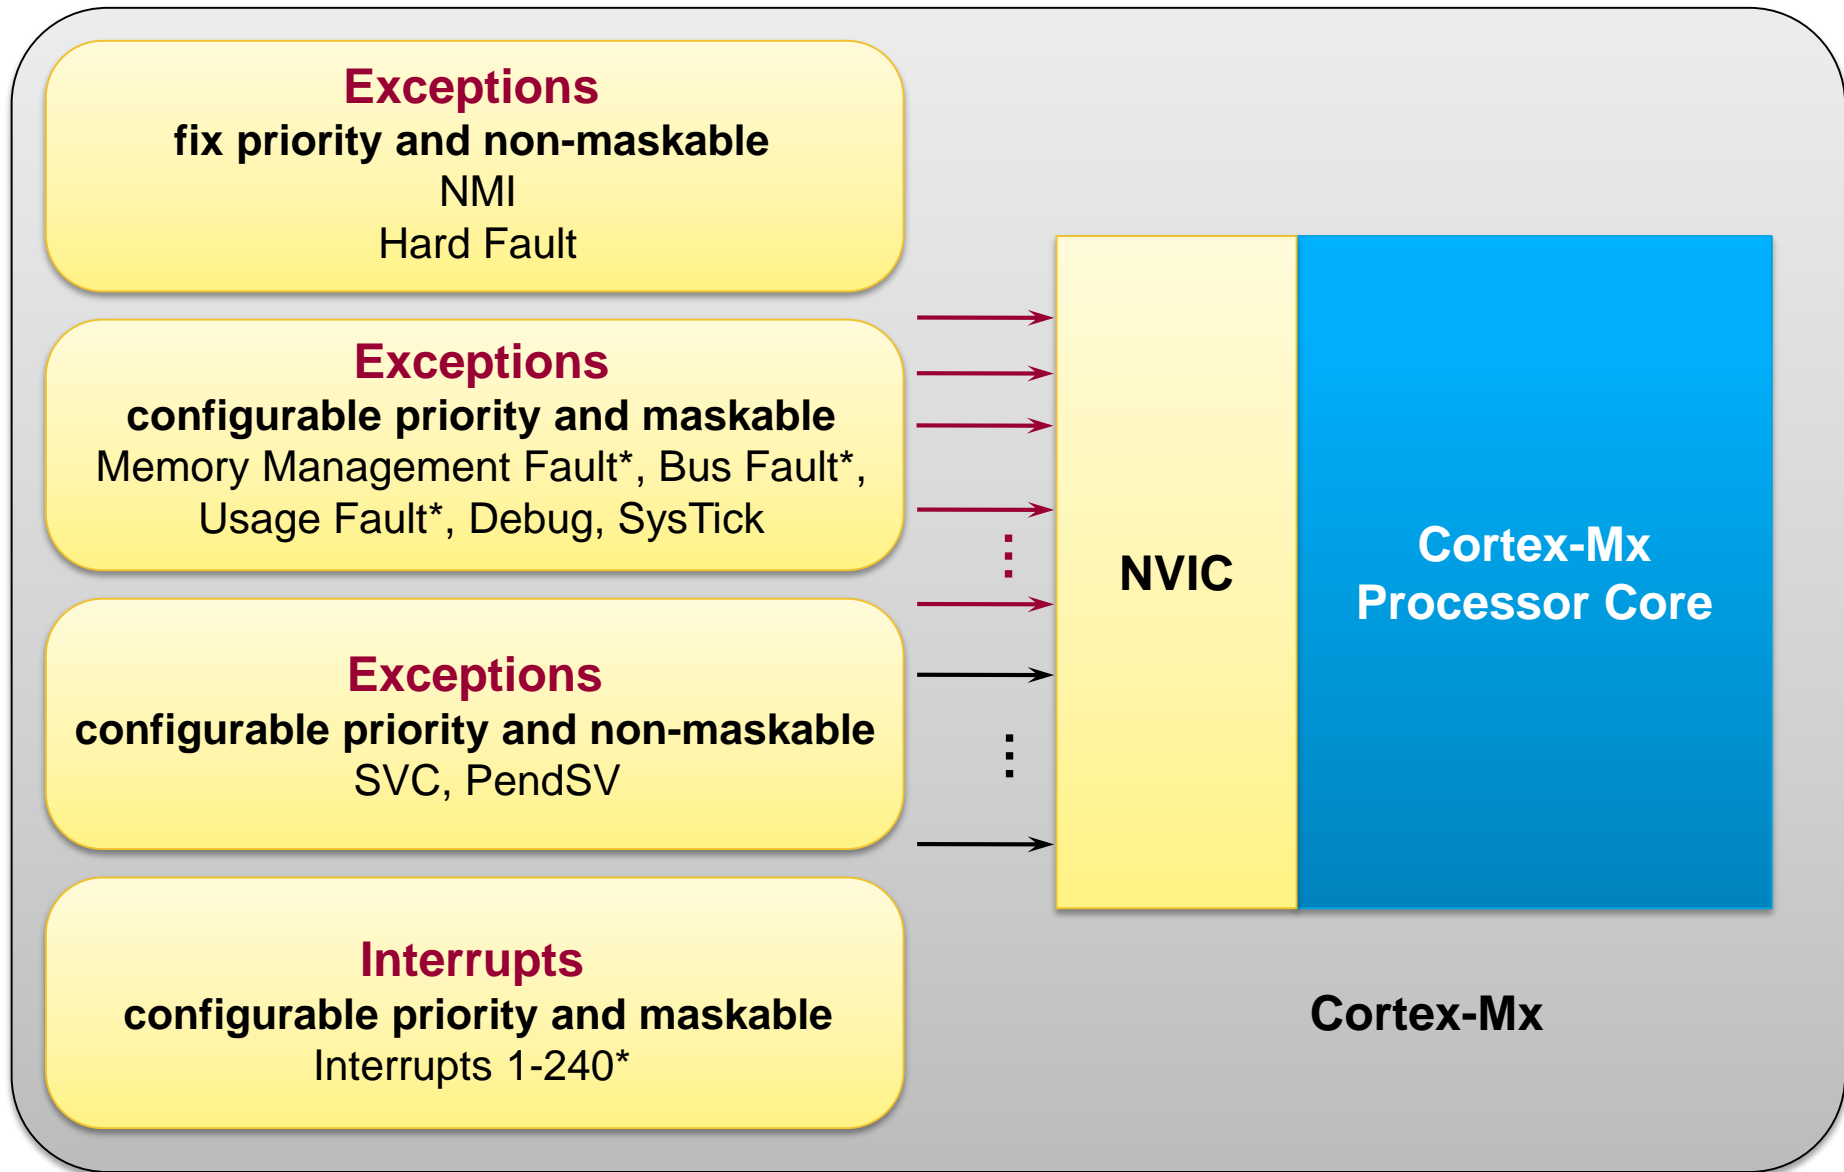 Exceptions
fix priority and non-maskable
NMI
Hard Fault
Exceptions
configurable priority and maskable
Memory Management Fault*, Bus Fault*,
Usage Fault*, Debug, SysTick
Exceptions
configurable priority and non-maskable
SVC, PendSV
Interrupts
configurable priority and maskable
Interrupts 1-240*
NVIC
Cortex-Mx
Processor Core
Cortex-Mx